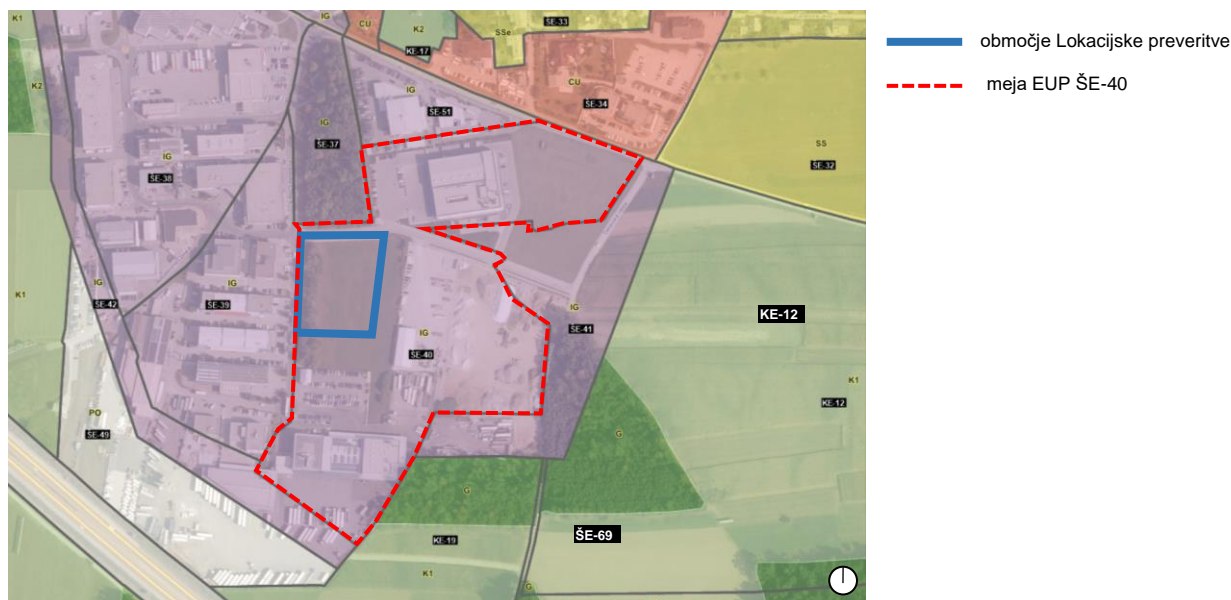 območje Lokacijske preveritve
meja EUP ŠE-40
K1
IG
CU
K2
KE-17
SSe
ŠE-33
CU
ŠE-34
K2
IG
ŠE-51
IG
ŠE-37
SS
ŠE-32
IG
ŠE-38
K1
IG
ŠE-42
IG
ŠE-39
IG
ŠE-40
IG
ŠE-41
KE-12
K1
KE-12
PO
ŠE-49
G
G
KE-19
K1
ŠE-69
G
K1